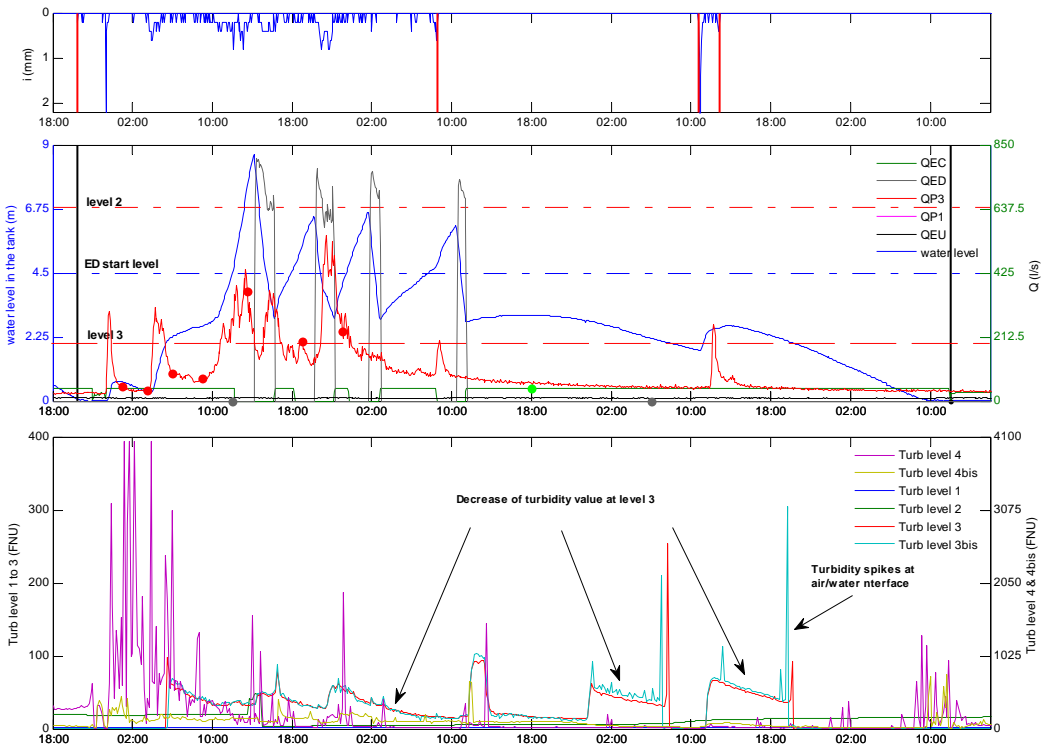 0
1
2
i (mm)
18:00 02:00 10:00 18:00 02:00 10:00 18:00 02:00 10:00 18:00 02:00 10:00
9
6.75
4.5
2.25
0
water level in the tank (m)
level 2
ED start level
level 3
QEC
QED
QP3
QP1
QEU
water level
850
637.5
425
212.5
0
Q (l/s)
18:00 02:00 10:00 18:00 02:00 10:00 18:00 02:00 10:00 18:00 02:00 10:00
400
300
200
100
0
Turb level 1 to 3 (FNU)
Decrease of turbidity value at level 3
Turb level 4
Turb level 4bis
Turb level 1
Turb level 2
Turb level 3
Turb level 3bis
Turbidity spikes at
air/water nterface
4100
3075
2050
1025
0
Turb level 4 & 4bis (FNU)
18:00 02:00 10:00 18:00 02:00 10:00 18:00 02:00 10:00 18:00 02:00 10:00